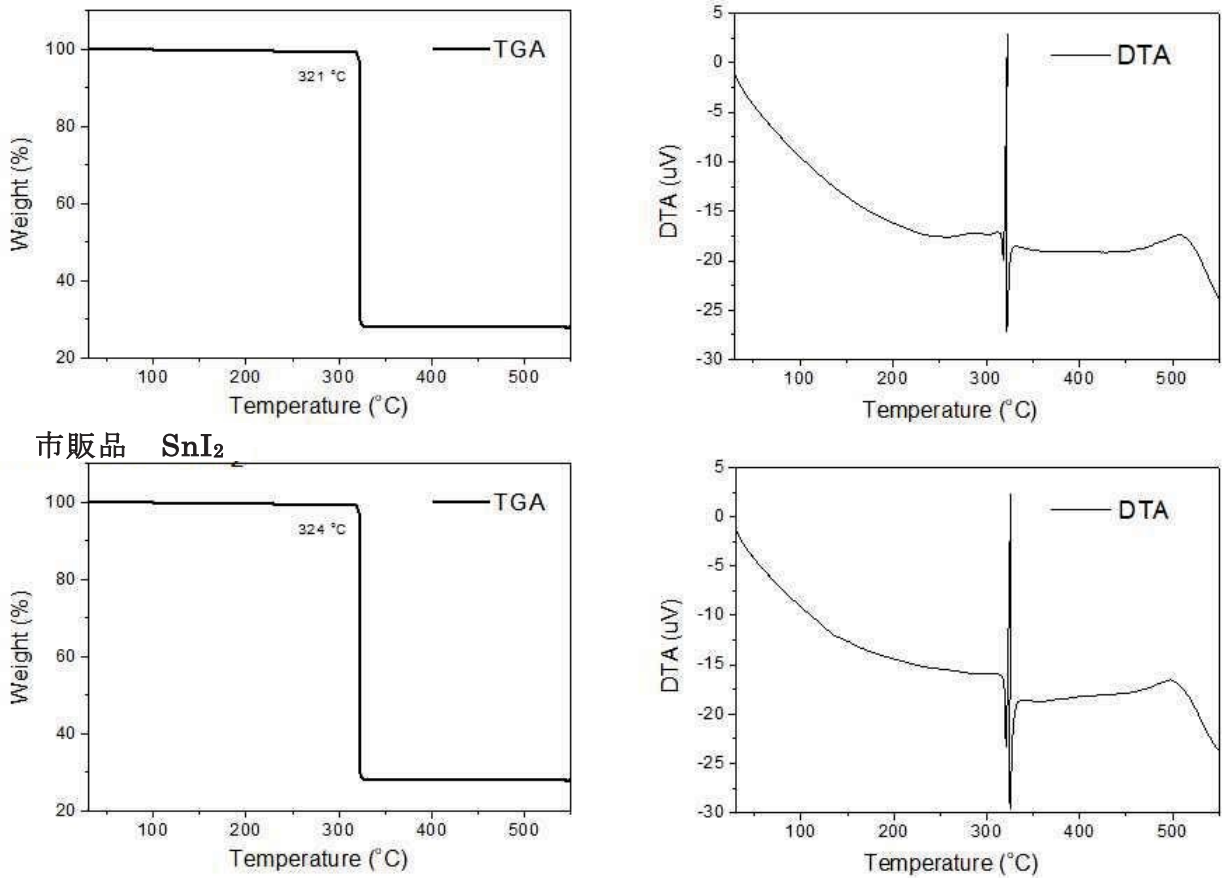 TGA
321 °C
Weight (%)
100
80
60
40
20
100 200 300 400 500
Temperature (°C)
DTA
DTA (uV)
5
0
-5
-10
-15
-20
-25
-30
100 200 300 400 500
Temperature (°C)
市販品 SnI₂
TGA
324 °C
Weight (%)
100
80
60
40
20
100 200 300 400 500
Temperature (°C)
DTA
DTA (uV)
5
0
-5
-10
-15
-20
-25
-30
100 200 300 400 500
Temperature (°C)